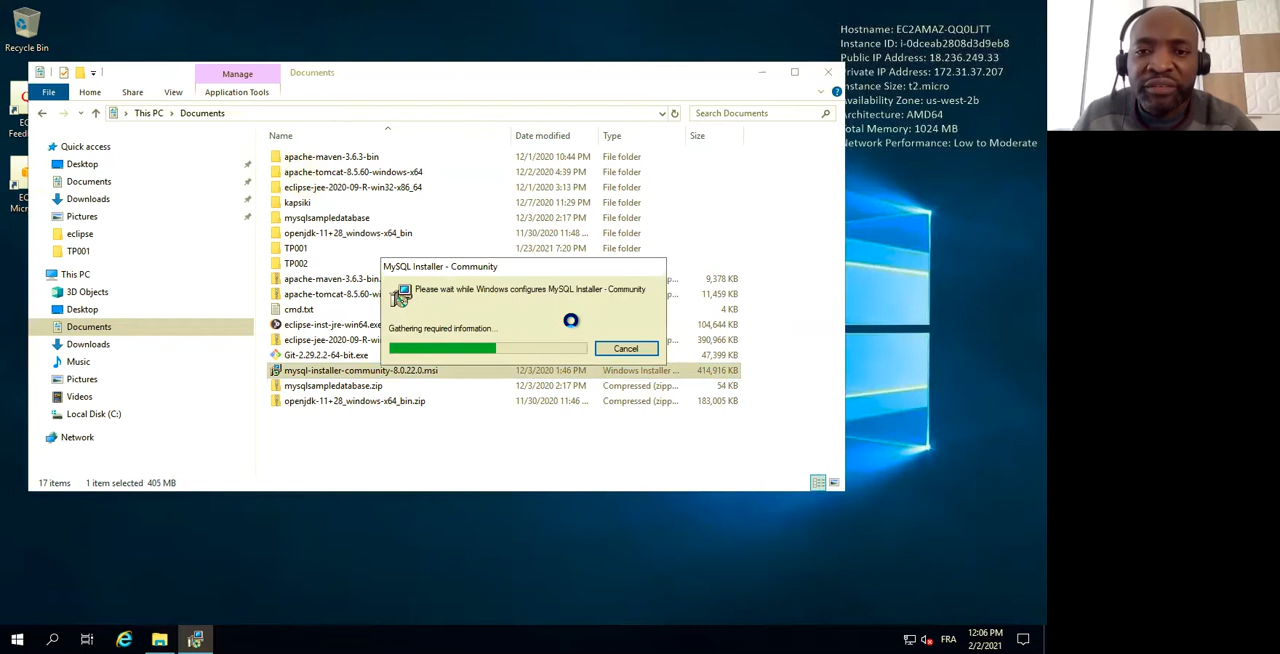 Recycle Bin
Hostname: EC2AMAZ-QQ0LJTT
Instance ID: i-0dceab2808d3d9eb8
Public IP Address: 18.236.249.33
Private IP Address: 172.31.37.207
Instance Size: t2.micro
Availability Zone: us-west-2b
Architecture: AMD64
Total Memory: 1024 MB
Network Performance: Low to Moderate
Manage
Documents
File
Home
Share
View
Application Tools
This PC
Documents
Search Documents
Feedb
Micr
Quick access
Desktop
Documents
Downloads
Pictures
eclipse
TP001
This PC
3D Objects
Desktop
Documents
Downloads
Music
Pictures
Videos
Local Disk (C:)
Network
Name Date modified Type Size
apache-maven-3.6.3-bin 12/1/2020 10:44 PM File folder
apache-tomcat-8.5.60-windows-x64 12/2/2020 4:39 PM File folder
eclipse-jee-2020-09-R-win32-x86_64 12/1/2020 3:13 PM File folder
kapsiki 12/7/2020 11:29 PM File folder
mysqlsampledatabase 12/3/2020 2:17 PM File folder
openjdk-11+28_windows-x64_bin 11/30/2020 11:48 ... File folder
TP001 1/23/2021 7:20 PM File folder
TP002
apache-maven-3.6.3-bin. 9,378 KB
apache-tomcat-8.5.60-wi 11,459 KB
cmd.txt 4 KB
eclipse-inst-jre-win64.exe 104,644 KB
eclipse-jee-2020-09-R-wi 390,966 KB
Git-2.29.2.2-64-bit.exe 47,399 KB
mysql-installer-community-8.0.22.0.msi 12/3/2020 1:46 PM Windows Installer ... 414,916 KB
mysqlsampledatabase.zip 12/3/2020 2:17 PM Compressed (zipp... 54 KB
openjdk-11+28_windows-x64_bin.zip 11/30/2020 11:46 ... Compressed (zipp... 183,005 KB
MySQL Installer - Community
Please wait while Windows configures MySQL Installer - Community
Gathering required information...
Cancel
17 items 1 item selected 405 MB
FRA
12:06 PM
2/2/2021